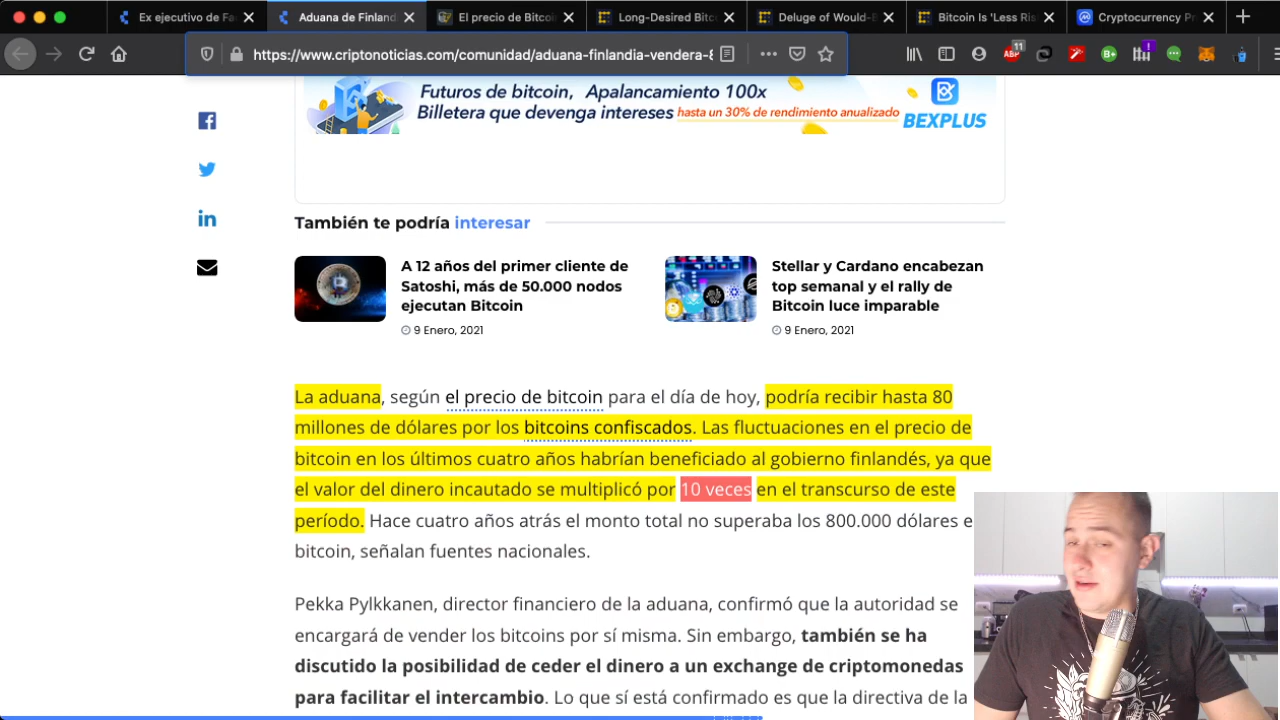 Ex ejecutivo de Fa
Aduana de Finland
El precio de Bitcoi
Long-Desired Bitc
Deluge of Would-B
Bitcoin Is 'Less Ris
Cryptocurrency Pr
https://www.criptonoticias.com/comunidad/aduana-finlandia-vendera-8
11
ABP
B+
Futuros de bitcoin, Apalancamiento 100x
Billetera que devenga intereses hasta un 30% de rendimiento anualizado
BEXPLUS
También te podría interesar
A 12 años del primer cliente de
Satoshi, más de 50.000 nodos
ejecutan Bitcoin
9 Enero, 2021
Stellar y Cardano encabezan
top semanal y el rally de
Bitcoin luce imparable
9 Enero, 2021
La aduana, según el precio de bitcoin para el día de hoy, podría recibir hasta 80
millones de dólares por los bitcoins confiscados. Las fluctuaciones en el precio de
bitcoin en los últimos cuatro años habrían beneficiado al gobierno finlandés, ya que
el valor del dinero incautado se multiplicó por 10 veces en el transcurso de este
período. Hace cuatro años atrás el monto total no superaba los 800.000 dólares e
bitcoin, señalan fuentes nacionales.
Pekka Pylkkanen, director financiero de la aduana, confirmó que la autoridad se
encargará de vender los bitcoins por sí misma. Sin embargo, también se ha
discutido la posibilidad de ceder el dinero a un exchange de criptomonedas
para facilitar el intercambio. Lo que sí está confirmado es que la directiva de la